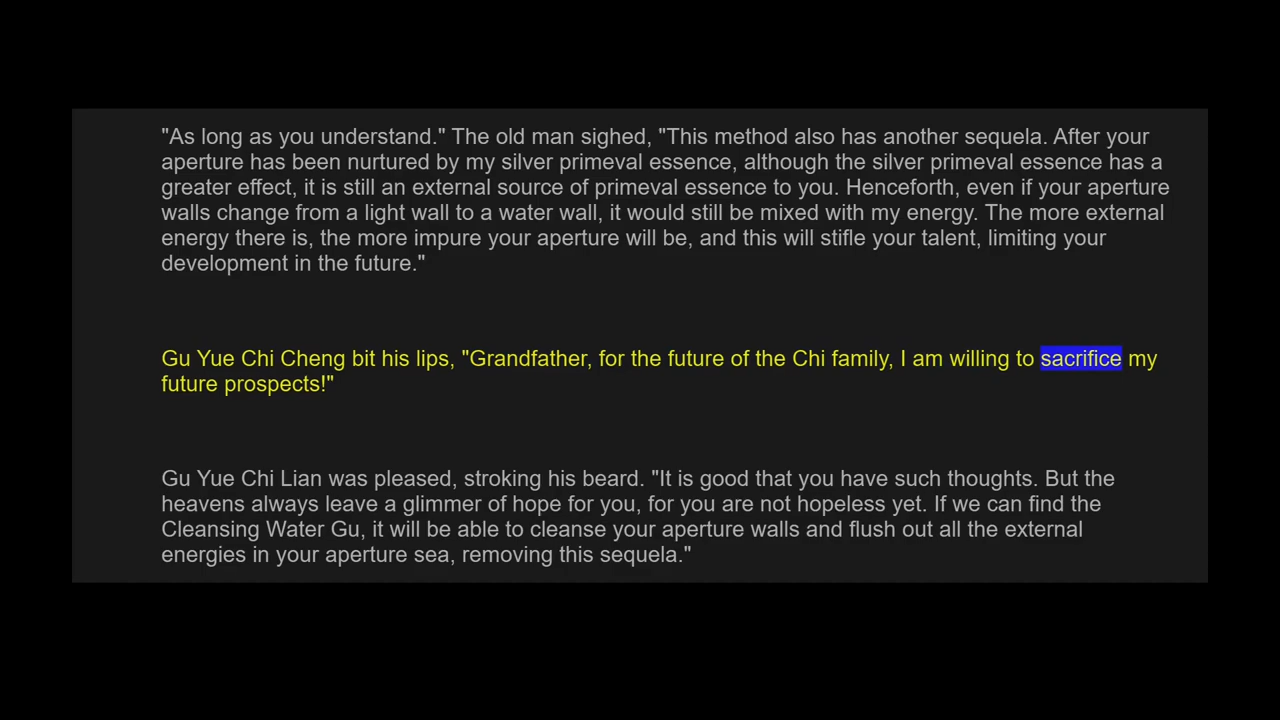 "As long as you understand." The old man sighed, "This method also has another sequela. After your
aperture has been nurtured by my silver primeval essence, although the silver primeval essence has a
greater effect, it is still an external source of primeval essence to you. Henceforth, even if your aperture
walls change from a light wall to a water wall, it would still be mixed with my energy. The more external
energy there is, the more impure your aperture will be, and this will stifle your talent, limiting your
development in the future."
Gu Yue Chi Cheng bit his lips, "Grandfather, for the future of the Chi family, I am willing to sacrifice my
future prospects!"
Gu Yue Chi Lian was pleased, stroking his beard. "It is good that you have such thoughts. But the
heavens always leave a glimmer of hope for you, for you are not hopeless yet. If we can find the
Cleansing Water Gu, it will be able to cleanse your aperture walls and flush out all the external
energies in your aperture sea, removing this sequela."